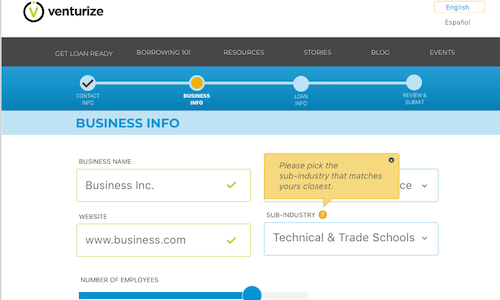 venturize
English
Español
GET LOAN READY
BORROWING 101
RESOURCES
STORIES
BLOG
EVENTS
CONTACT
INFO
BUSINESS
INFO
LOAN
INFO
REVIEW &
SUBMIT
BUSINESS INFO
BUSINESS NAME
Business Inc.
Please pick the
sub-industry that matches
yours closest.
WEBSITE
www.business.com
SUB-INDUSTRY ?
Technical & Trade Schools
NUMBER OF EMPLOYEES